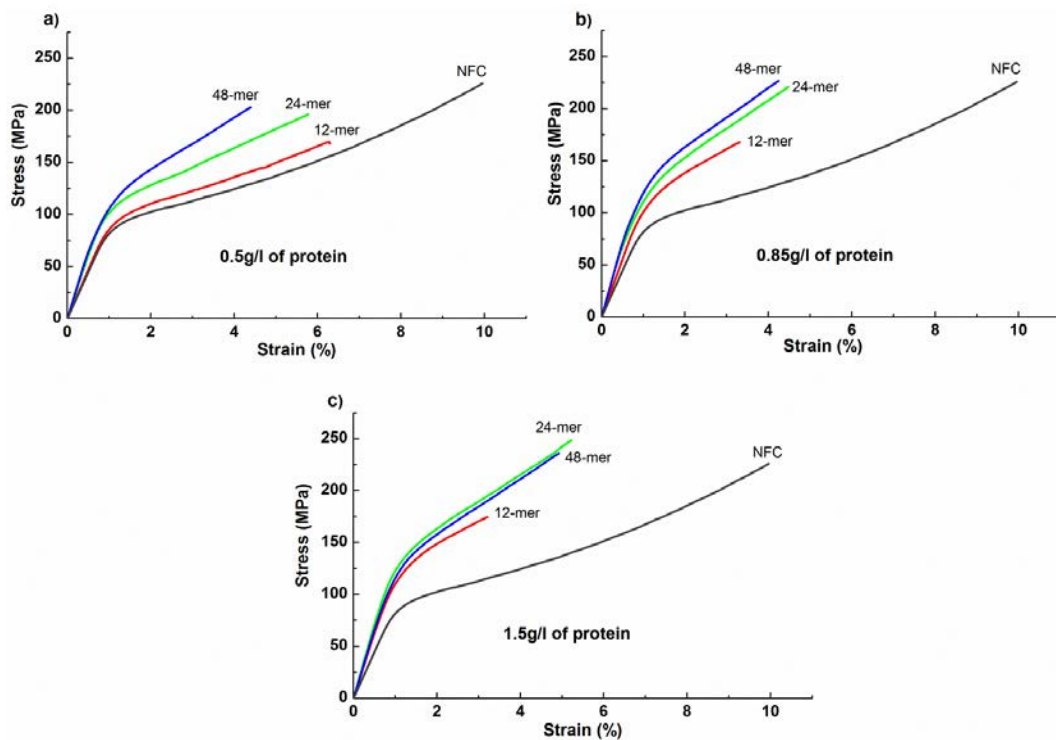 a)
250
200
150
100
50
0
Stress (MPa)
48-mer
24-mer
12-mer
NFC
0.5g/l of protein
0 2 4 6 8 10
Strain (%)
b)
250
200
150
100
50
0
Stress (MPa)
48-mer
24-mer
12-mer
NFC
0.85g/l of protein
0 2 4 6 8 10
Strain (%)
c)
250
200
150
100
50
0
Stress (MPa)
24-mer
48-mer
12-mer
NFC
1.5g/l of protein
0 2 4 6 8 10
Strain (%)